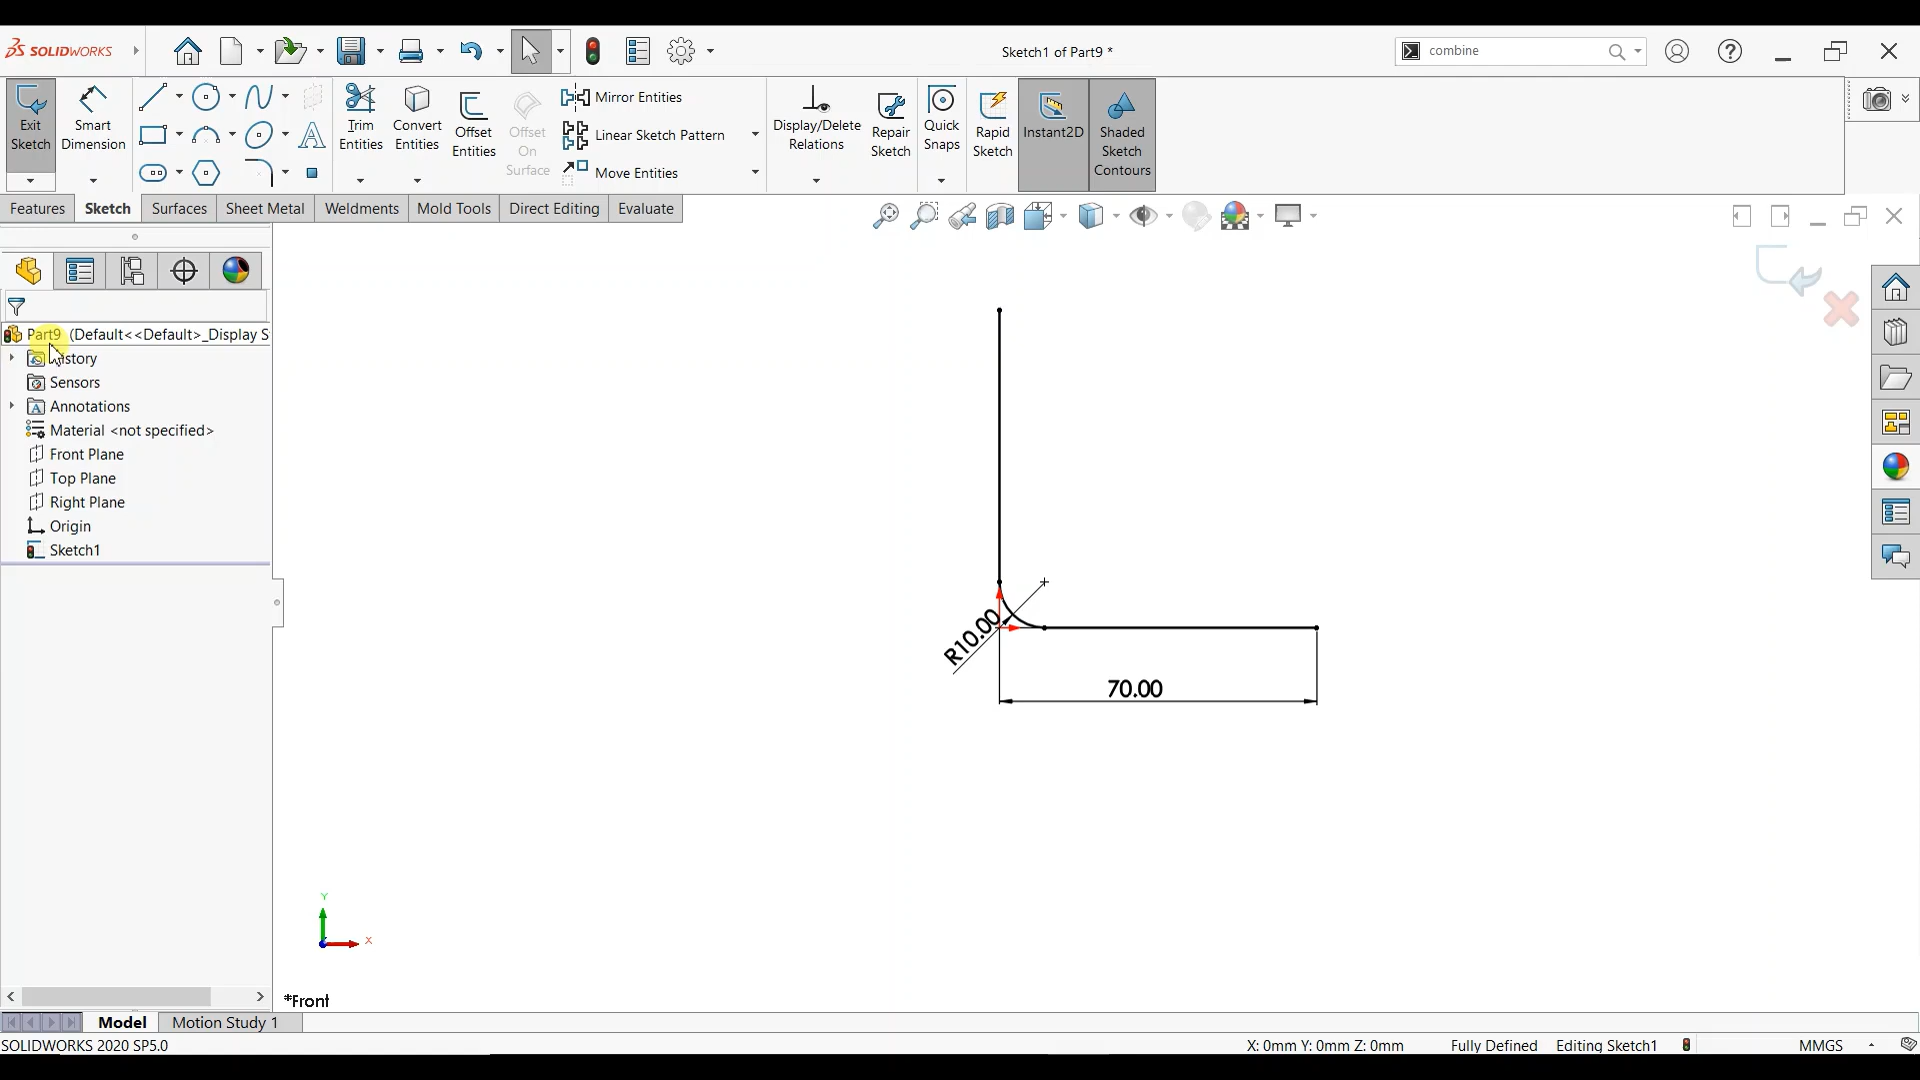 SOLIDWORKS
Sketch1 of Part9 *
combine
Exit Sketch
Smart Dimension
Trim Entities
Convert Entities
Offset Entities
Offset On Surface
Mirror Entities
Linear Sketch Pattern
Move Entities
Display/Delete Relations
Repair Sketch
Quick Snaps
Rapid Sketch
Instant2D
Shaded Sketch Contours
Features
Sketch
Surfaces
Sheet Metal
Weldments
Mold Tools
Direct Editing
Evaluate
Part9 (Default<<Default>_Display S
Sensors
Annotations
Material <not specified>
Front Plane
Top Plane
Right Plane
Origin
Sketch1
R10.00
70.00
Y
X
*Front
Model
Motion Study 1
SOLIDWORKS 2020 SP5.0
X: 0mm Y: 0mm Z: 0mm
Fully Defined
Editing Sketch1
MMGS